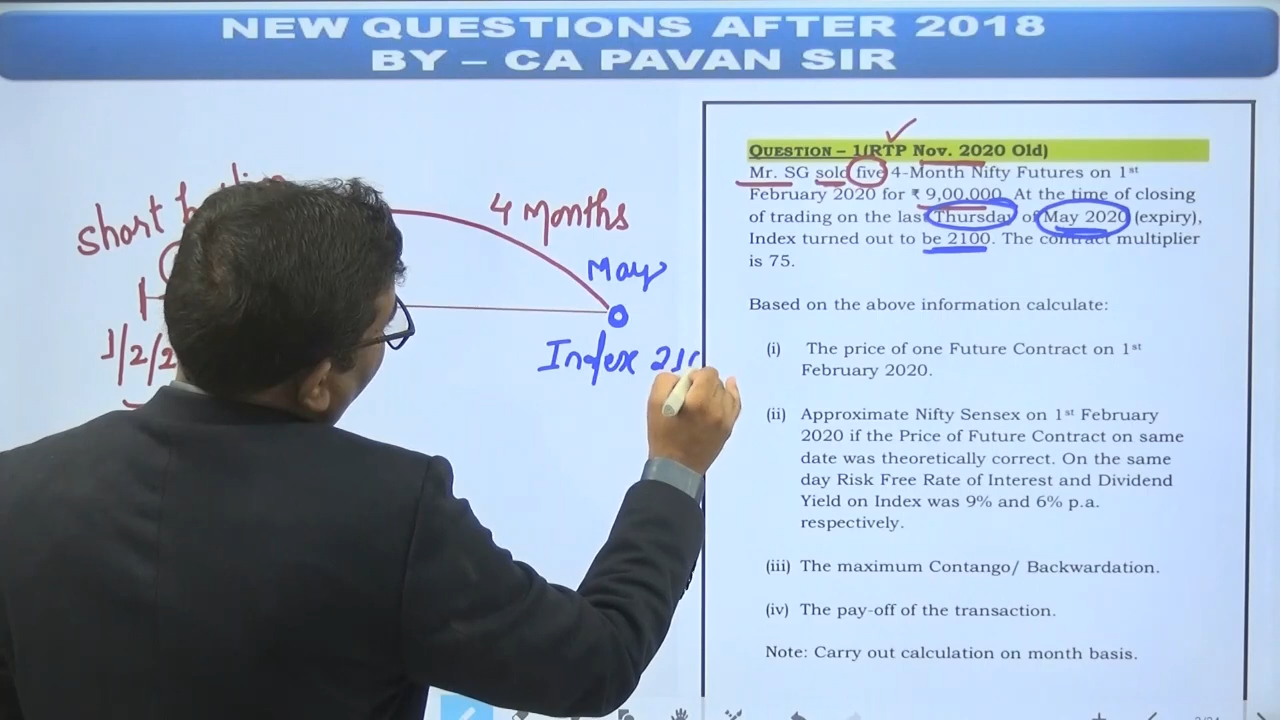 NEW QUESTIONS AFTER 2018
BY – CA PAVAN SIR
short
4 Months
May
1/2/2
Index 210
QUESTION – 1(RTP Nov. 2020 Old)
Mr. SG sold five 4-Month Nifty Futures on 1st
February 2020 for ₹ 9,00,000. At the time of closing
of trading on the last Thursday of May 2020 (expiry),
Index turned out to be 2100. The contract multiplier
is 75.
Based on the above information calculate:
(i) The price of one Future Contract on 1st
February 2020.
(ii) Approximate Nifty Sensex on 1st February
2020 if the Price of Future Contract on same
date was theoretically correct. On the same
day Risk Free Rate of Interest and Dividend
Yield on Index was 9% and 6% p.a.
respectively.
(iii) The maximum Contango/ Backwardation.
(iv) The pay-off of the transaction.
Note: Carry out calculation on month basis.